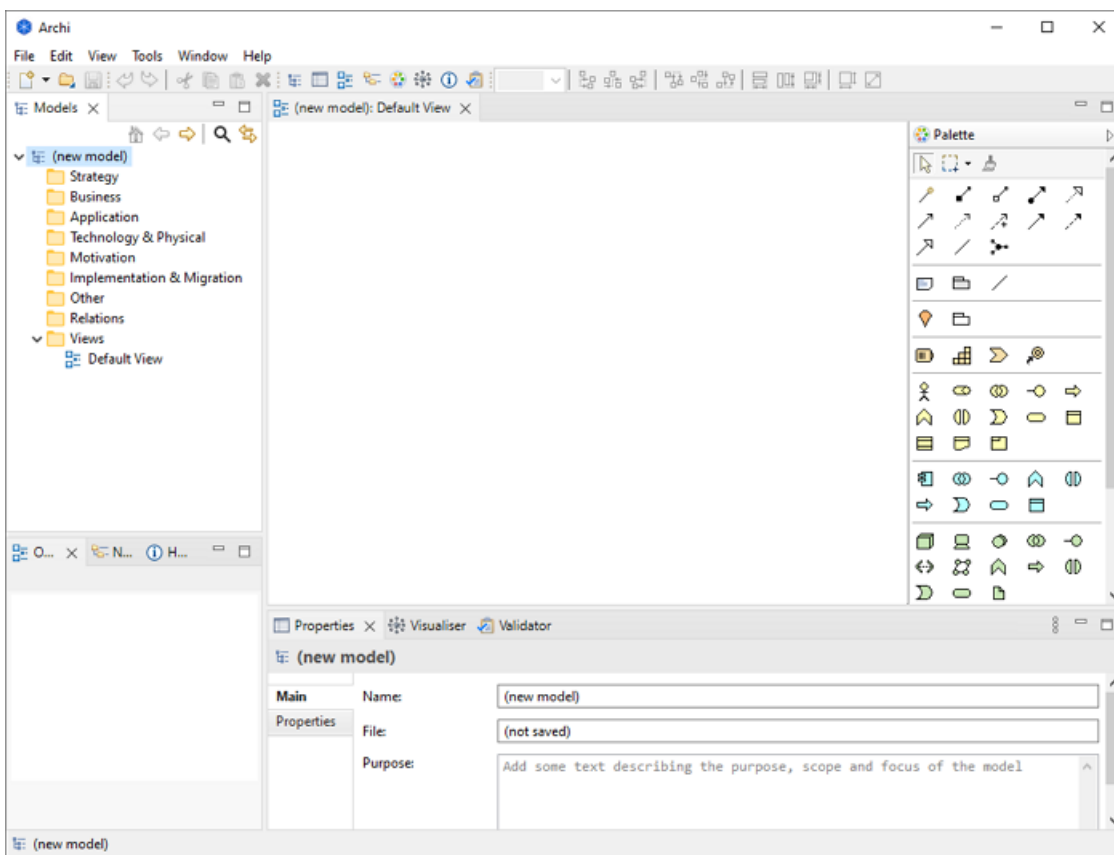 Archi
File Edit View Tools Window Help
Models
(new model): Default View
Palette
(new model)
Strategy
Business
Application
Technology & Physical
Motivation
Implementation & Migration
Other
Relations
Views
Default View
O... N... H...
Properties Visualiser Validator
(new model)
Main
Properties
Name: (new model)
File: (not saved)
Purpose: Add some text describing the purpose, scope and focus of the model
(new model)